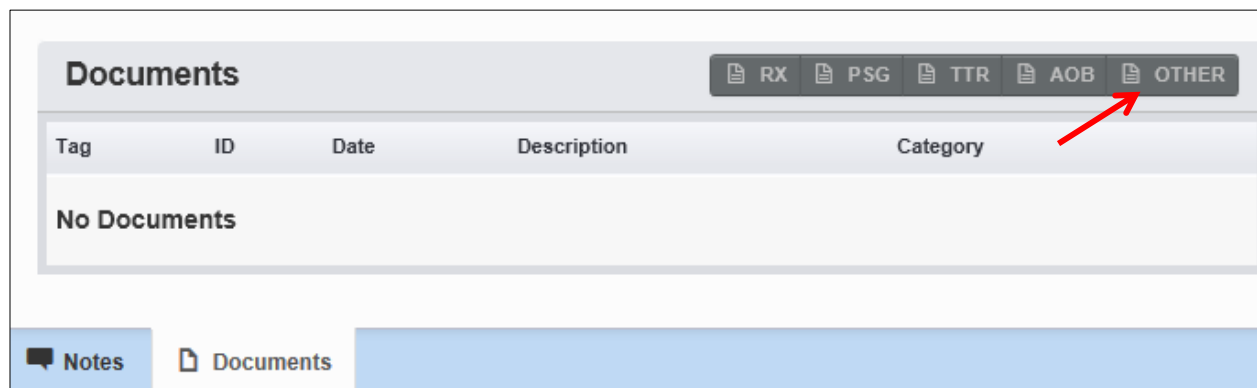 Documents RX PSG TTR AOB OTHER
Tag ID Date Description Category
No Documents
Notes Documents